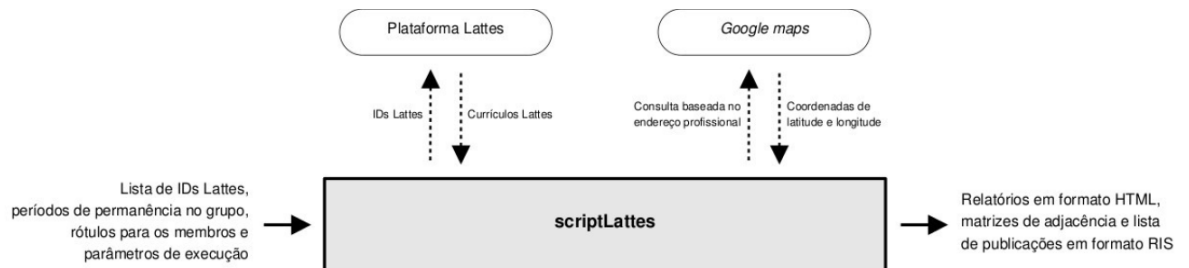 Plataforma Lattes
Google maps
IDs Lattes
Currículos Lattes
Consulta baseada no
endereço profissional
Coordenadas de
latitude e longitude
Lista de IDs Lattes,
períodos de permanência no grupo,
rótulos para os membros e
parâmetros de execução
scriptLattes
Relatórios em formato HTML,
matrizes de adjacência e lista
de publicações em formato RIS